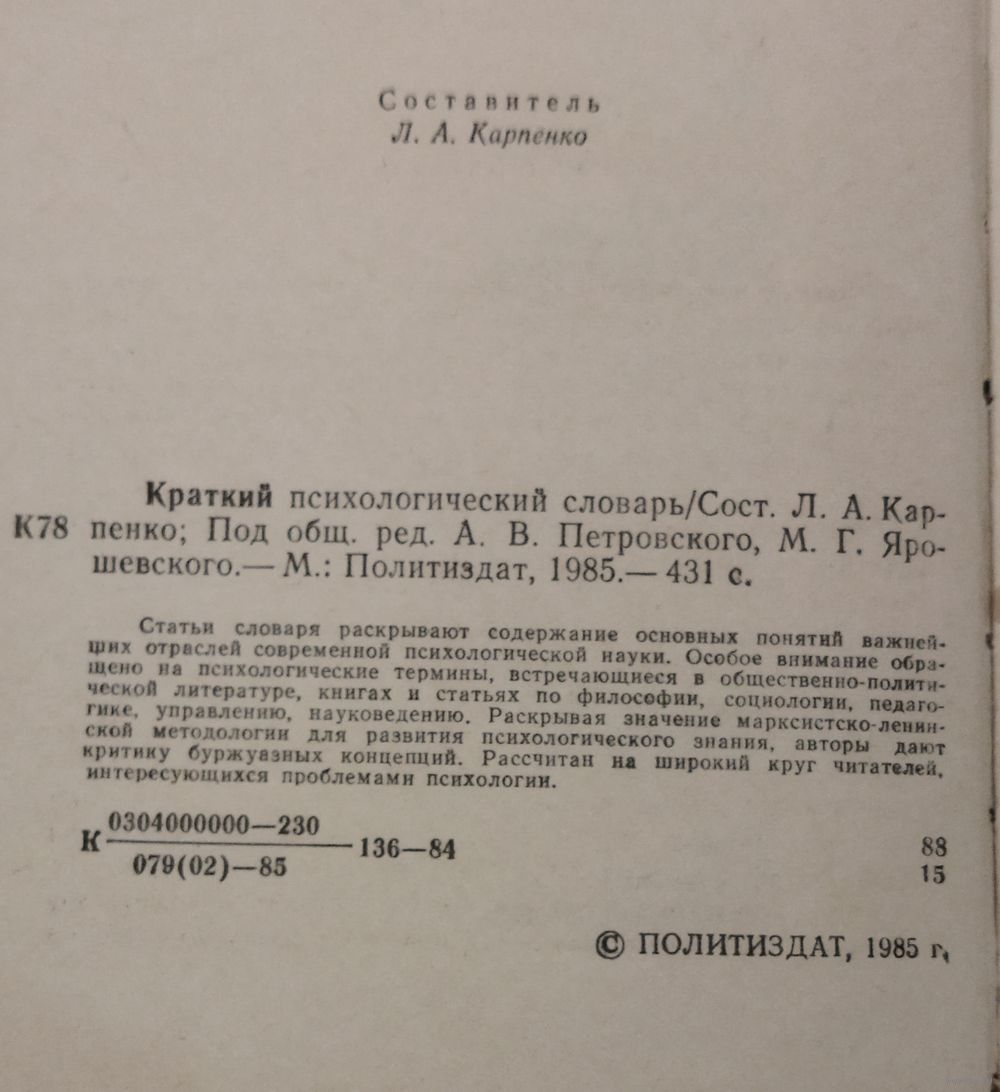 Составитель
Л. А. Карпенко
Краткий психологический словарь/Сост. Л. А. Кар-
К78 пенко; Под общ. ред. А. В. Петровского, М. Г. Яро-
шевского.— М.: Политиздат, 1985.— 431 с.
Статьи словаря раскрывают содержание основных понятий важней-
ших отраслей современной психологической науки. Особое внимание обра-
щено на психологические термины, встречающиеся в общественно-полити-
ческой литературе, книгах и статьях по философии, социологии, педаго-
гике, управлению, науковедению. Раскрывая значение марксистско-ленин-
ской методологии для развития психологического знания, авторы дают
критику буржуазных концепций. Рассчитан на широкий круг читателей,
интересующихся проблемами психологии.
0304000000—230
К 136—84
079(02)—85
88
15
© ПОЛИТИЗДАТ, 1985 г.